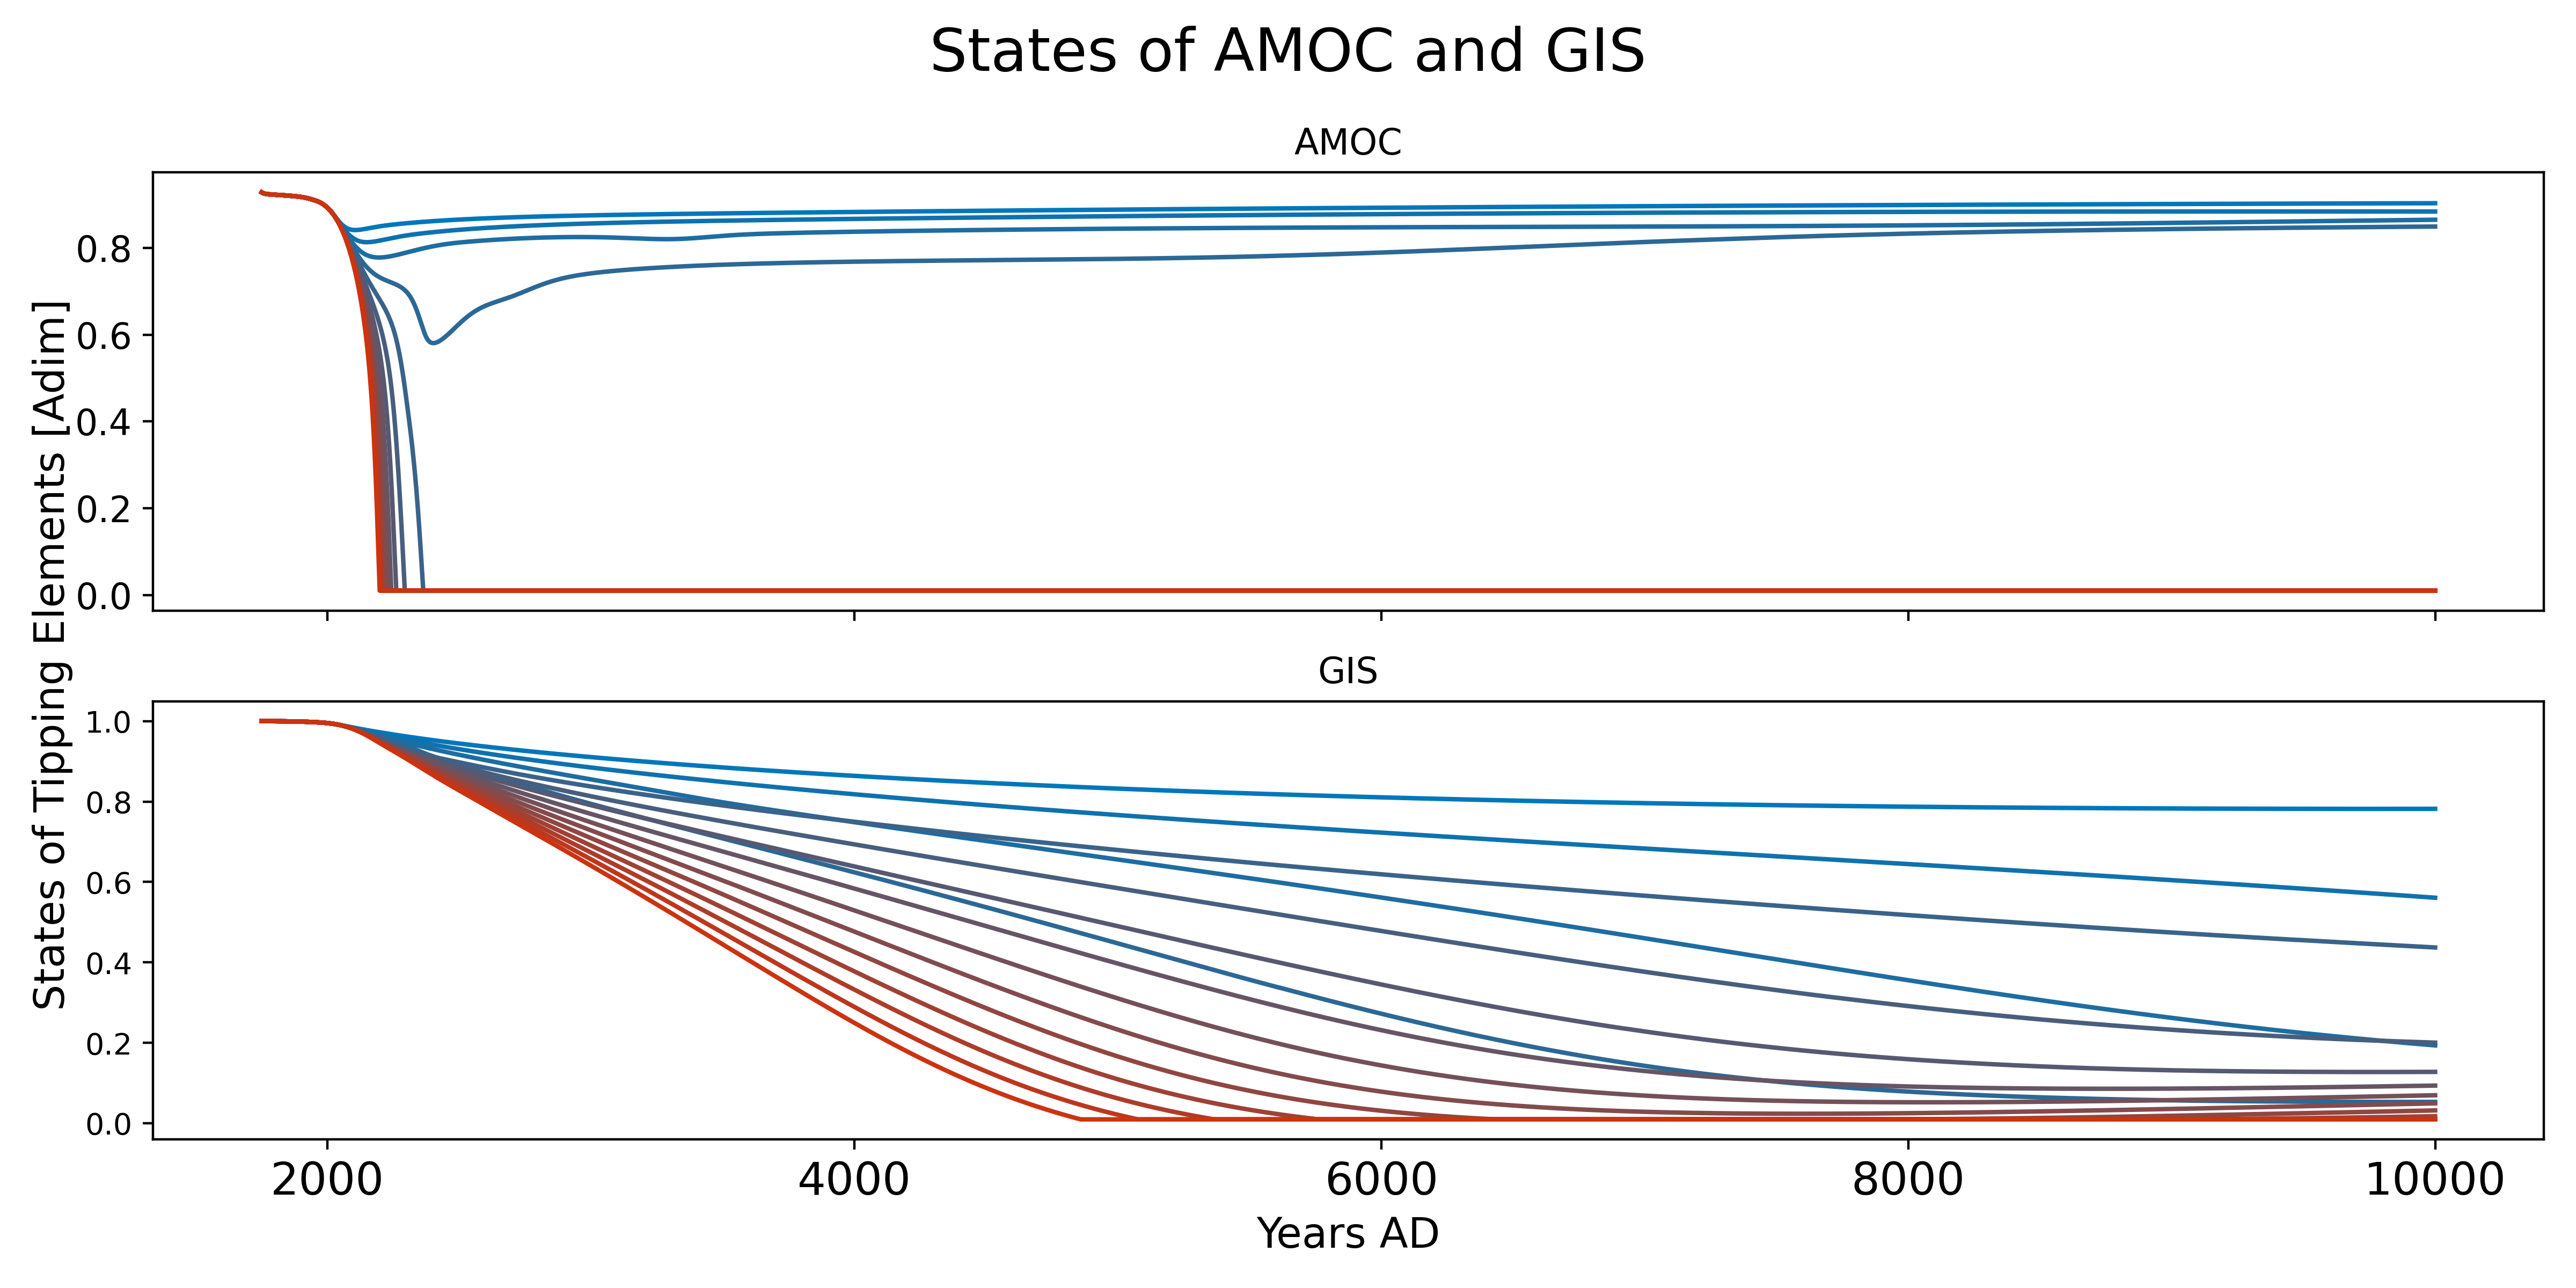 States of AMOC and GIS
AMOC
0.8
0.6
0.4
0.2
0.0
States of Tipping Elements [Adim]
GIS
1.0
0.8
0.6
0.4
0.2
0.0
2000 4000 6000 8000 10000
Years AD